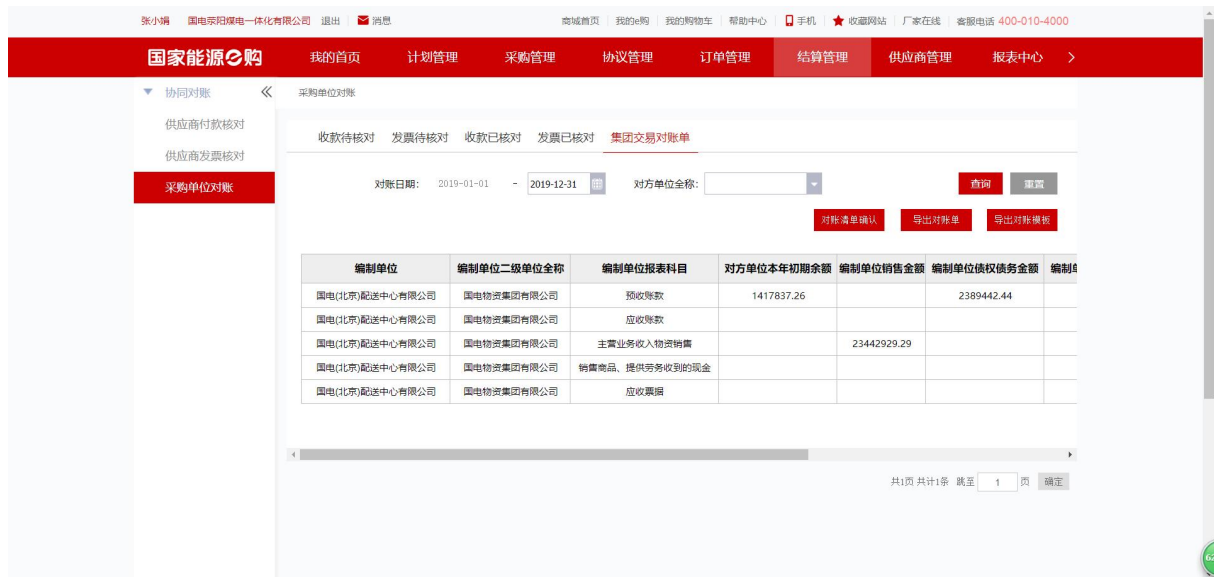 张小娟 国电荥阳煤电一体化有限公司 退出 消息 商城首页 我的e购 我的购物车 帮助中心 手机 收藏网站 厂家在线 客服电话 400-010-4000
国家能源e购 我的首页 计划管理 采购管理 协议管理 订单管理 结算管理 供应商管理 报表中心
协同对账
供应商付款核对
供应商发票核对
采购单位对账
采购单位对账
收款待核对 发票待核对 收款已核对 发票已核对 集团交易对账单
对账日期: 2019-01-01 - 2019-12-31 对方单位全称: 查询 重置
对账清单确认 导出对账单 导出对账模板
编制单位 编制单位二级单位全称 编制单位报表科目 对方单位本年初期余额 编制单位销售金额 编制单位债权债务金额 编制单
国电(北京)配送中心有限公司 国电物资集团有限公司 预收账款 1417837.26 2389442.44
国电(北京)配送中心有限公司 国电物资集团有限公司 应收账款
国电(北京)配送中心有限公司 国电物资集团有限公司 主营业务收入物资销售 23442929.29
国电(北京)配送中心有限公司 国电物资集团有限公司 销售商品、提供劳务收到的现金
国电(北京)配送中心有限公司 国电物资集团有限公司 应收票据
共1页 共计1条 跳至 1 页 确定